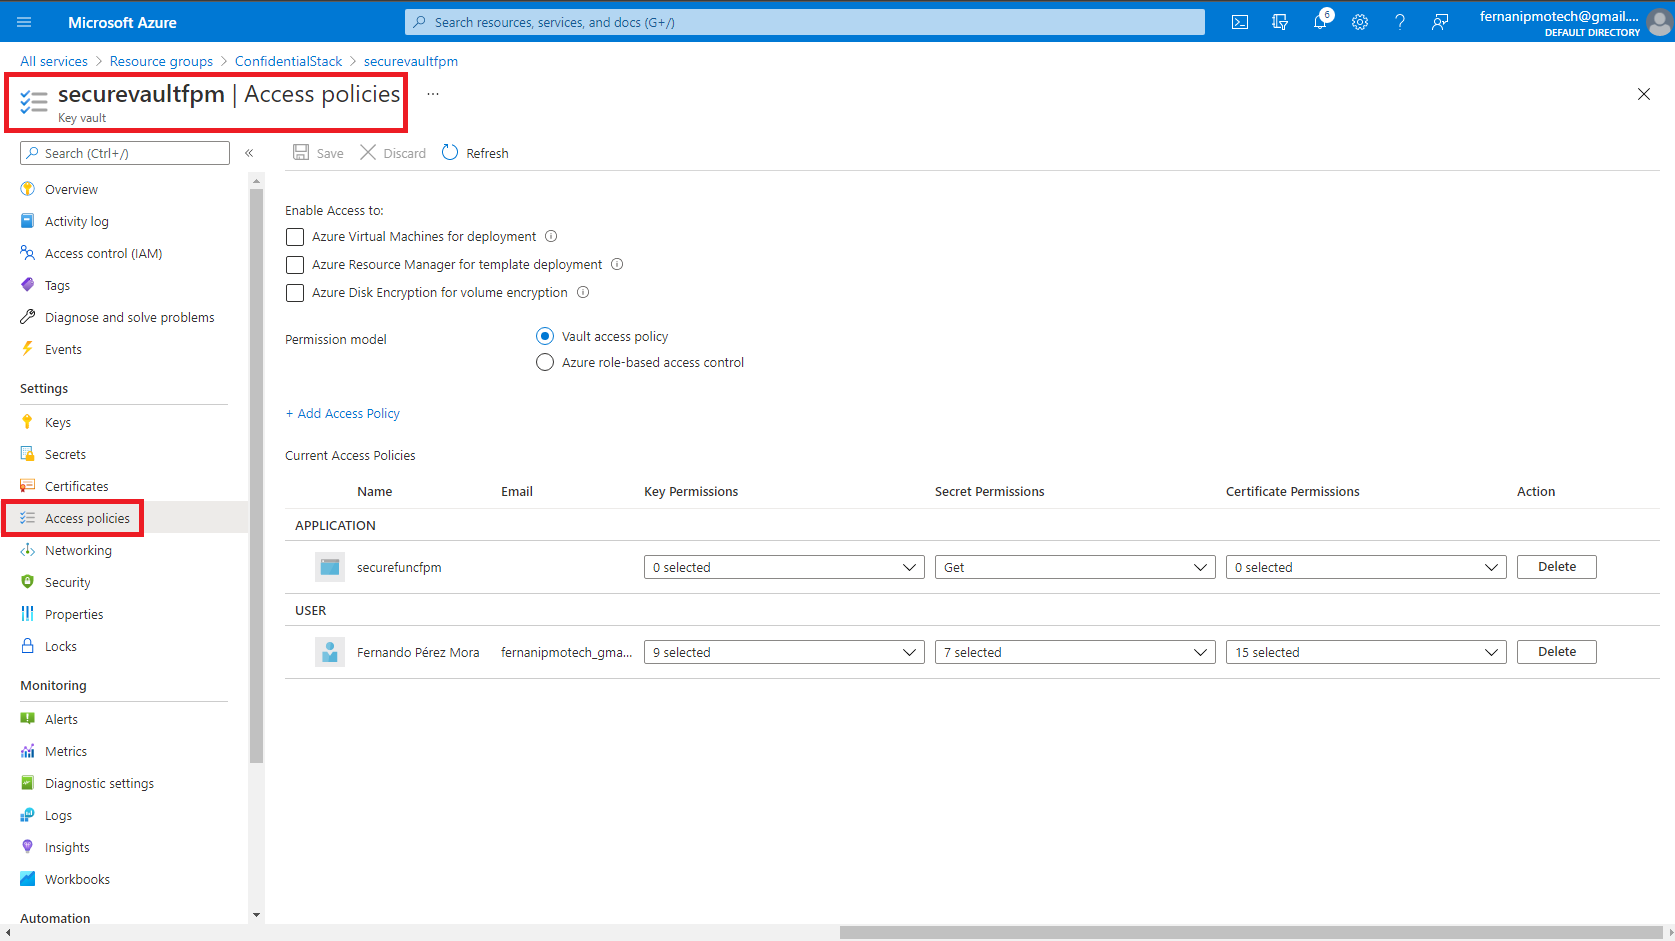 Microsoft Azure
Search resources, services, and docs (G+/)
6
fernanipmotech@gmail....
DEFAULT DIRECTORY
All services > Resource groups > ConfidentialStack > securevaultfpm
securevaultfpm | Access policies ...
Key vault
Search (Ctrl+/)
«
Save
Discard
Refresh
Overview
Activity log
Access control (IAM)
Tags
Diagnose and solve problems
Events
Settings
Keys
Secrets
Certificates
Access policies
Networking
Security
Properties
Locks
Monitoring
Alerts
Metrics
Diagnostic settings
Logs
Insights
Workbooks
Automation
Enable Access to:
Azure Virtual Machines for deployment
Azure Resource Manager for template deployment
Azure Disk Encryption for volume encryption
Permission model
Vault access policy
Azure role-based access control
+ Add Access Policy
Current Access Policies
Name Email Key Permissions Secret Permissions Certificate Permissions Action
APPLICATION
securefuncfpm 0 selected Get 0 selected Delete
USER
Fernando Pérez Mora fernanipmotech_gma... 9 selected 7 selected 15 selected Delete